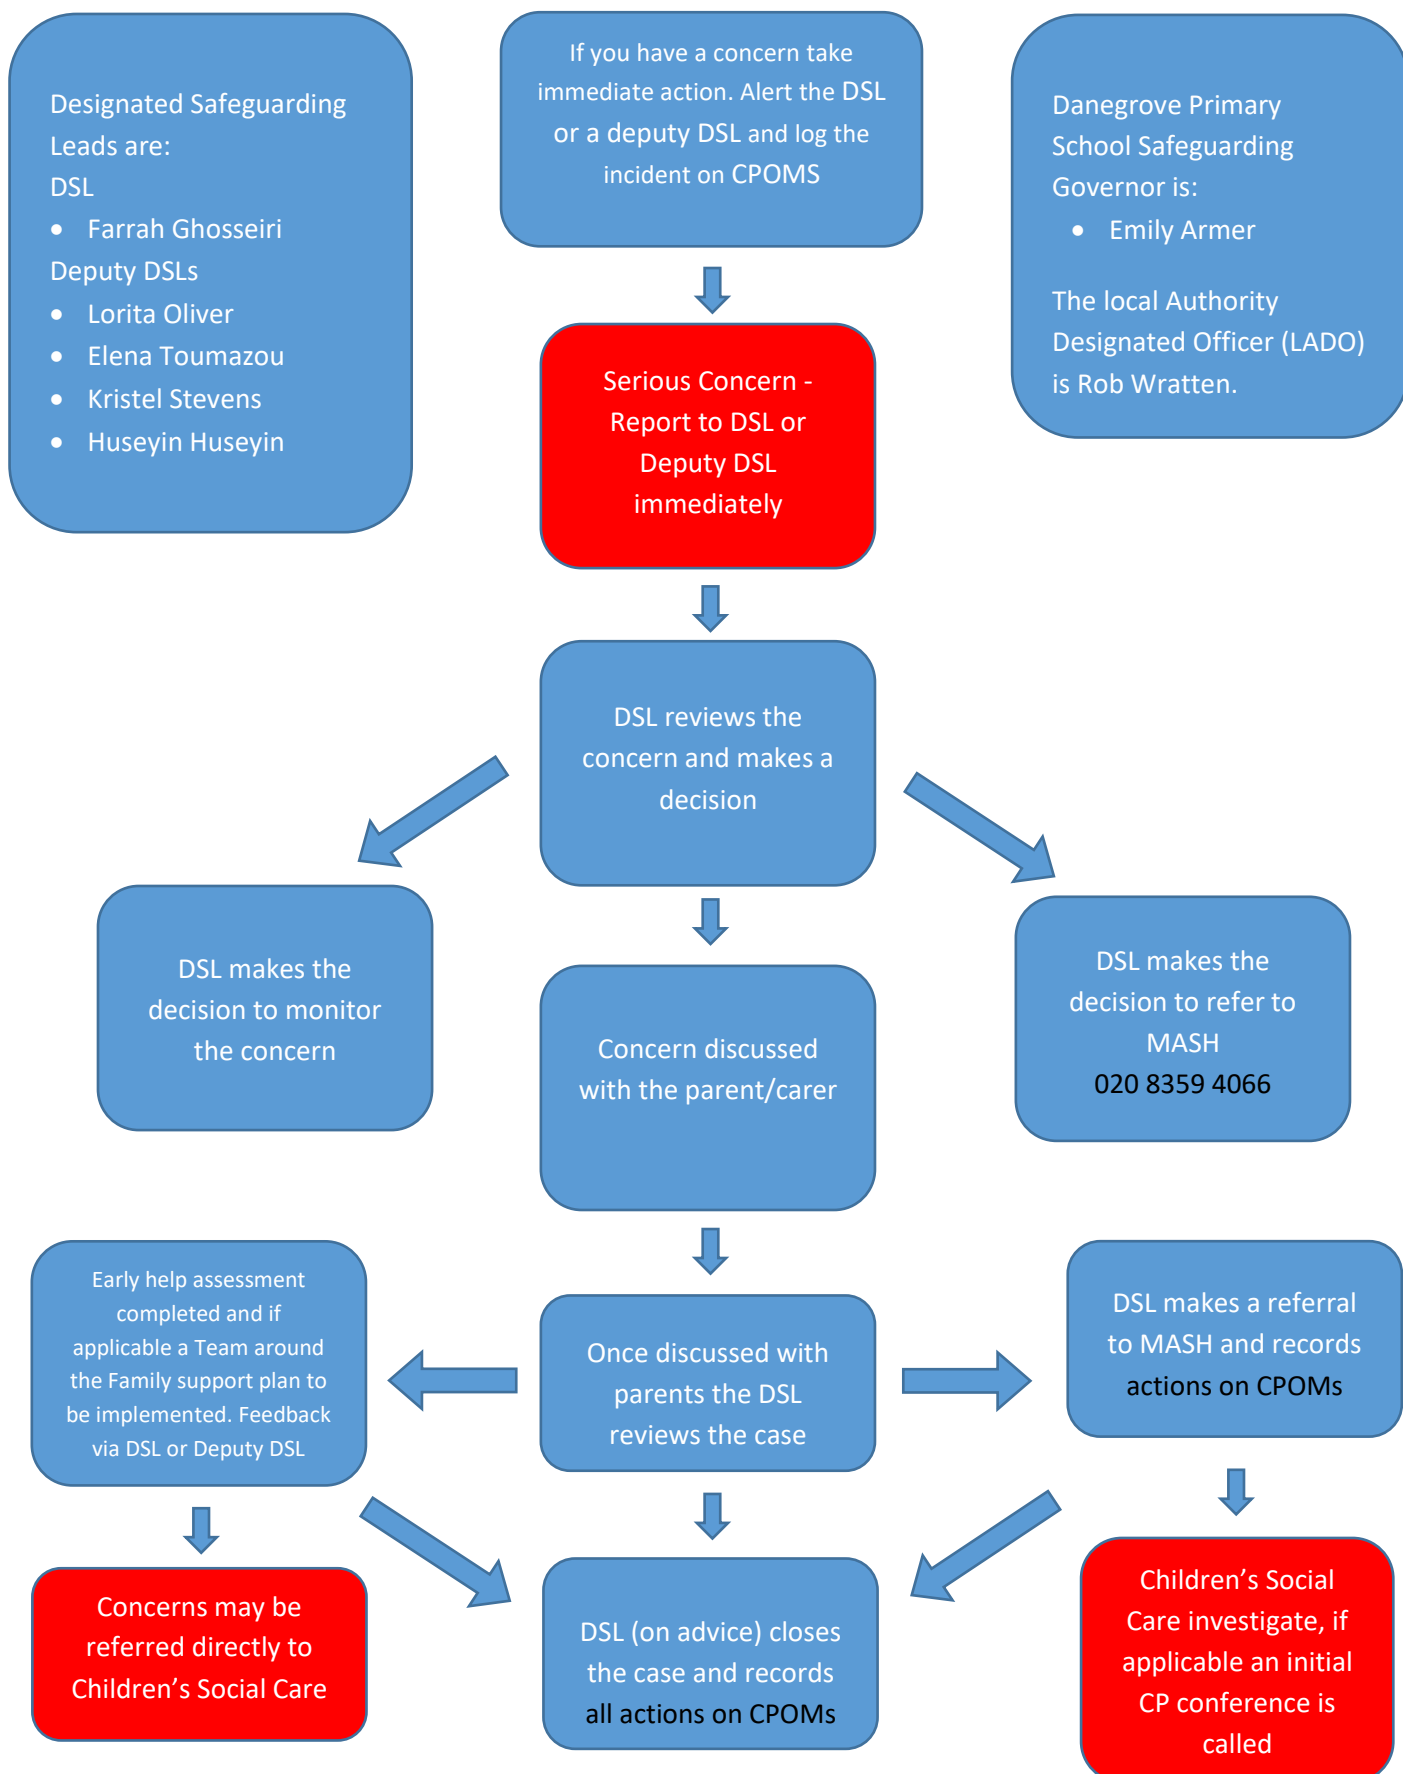 Designated Safeguarding
Leads are:
DSL
• Farrah Ghosseiri
Deputy DSLs
• Lorita Oliver
• Elena Toumazou
• Kristel Stevens
• Huseyin Huseyin
If you have a concern take
immediate action. Alert the DSL
or a deputy DSL and log the
incident on CPOMS
Danegrove Primary
School Safeguarding
Governor is:
• Emily Armer
The local Authority
Designated Officer (LADO)
is Rob Wratten.
Serious Concern -
Report to DSL or
Deputy DSL
immediately
DSL reviews the
concern and makes a
decision
DSL makes the
decision to monitor
the concern
Concern discussed
with the parent/carer
DSL makes the
decision to refer to
MASH
020 8359 4066
Early help assessment
completed and if
applicable a Team around
the Family support plan to
be implemented. Feedback
via DSL or Deputy DSL
Once discussed with
parents the DSL
reviews the case
DSL makes a referral
to MASH and records
actions on CPOMs
Concerns may be
referred directly to
Children’s Social Care
DSL (on advice) closes
the case and records
all actions on CPOMs
Children’s Social
Care investigate, if
applicable an initial
CP conference is
called